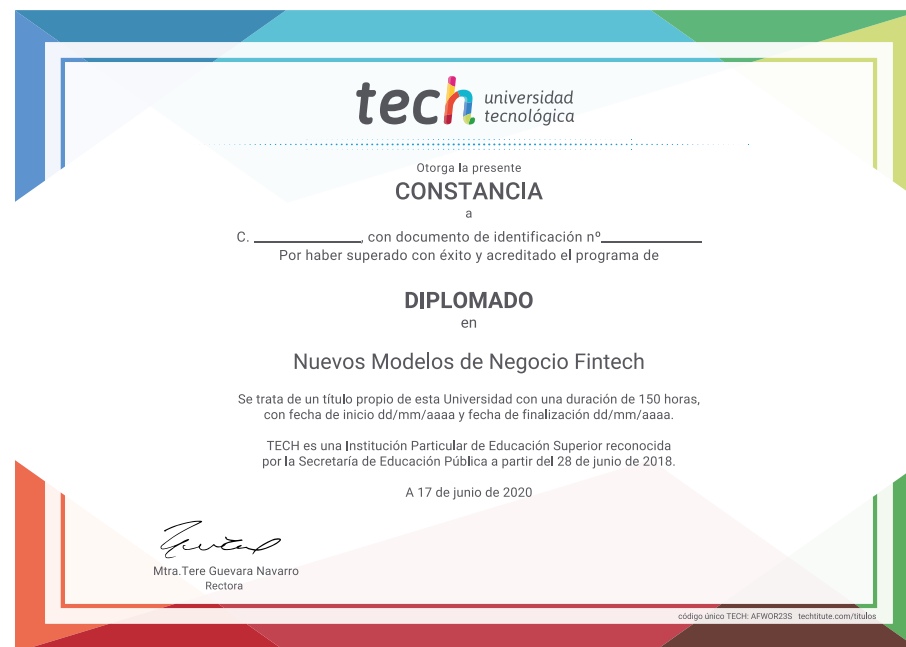 tech universidad
tecnológica
Otorga la presente
CONSTANCIA
a
C. ____________, con documento de identificación nº____________
Por haber superado con éxito y acreditado el programa de
DIPLOMADO
en
Nuevos Modelos de Negocio Fintech
Se trata de un título propio de esta Universidad con una duración de 150 horas,
con fecha de inicio dd/mm/aaaa y fecha de finalización dd/mm/aaaa.
TECH es una Institución Particular de Educación Superior reconocida
por la Secretaría de Educación Pública a partir del 28 de junio de 2018.
A 17 de junio de 2020
Mtra.Tere Guevara Navarro
Rectora
código único TECH: AFWOR23S techtitute.com/titulos